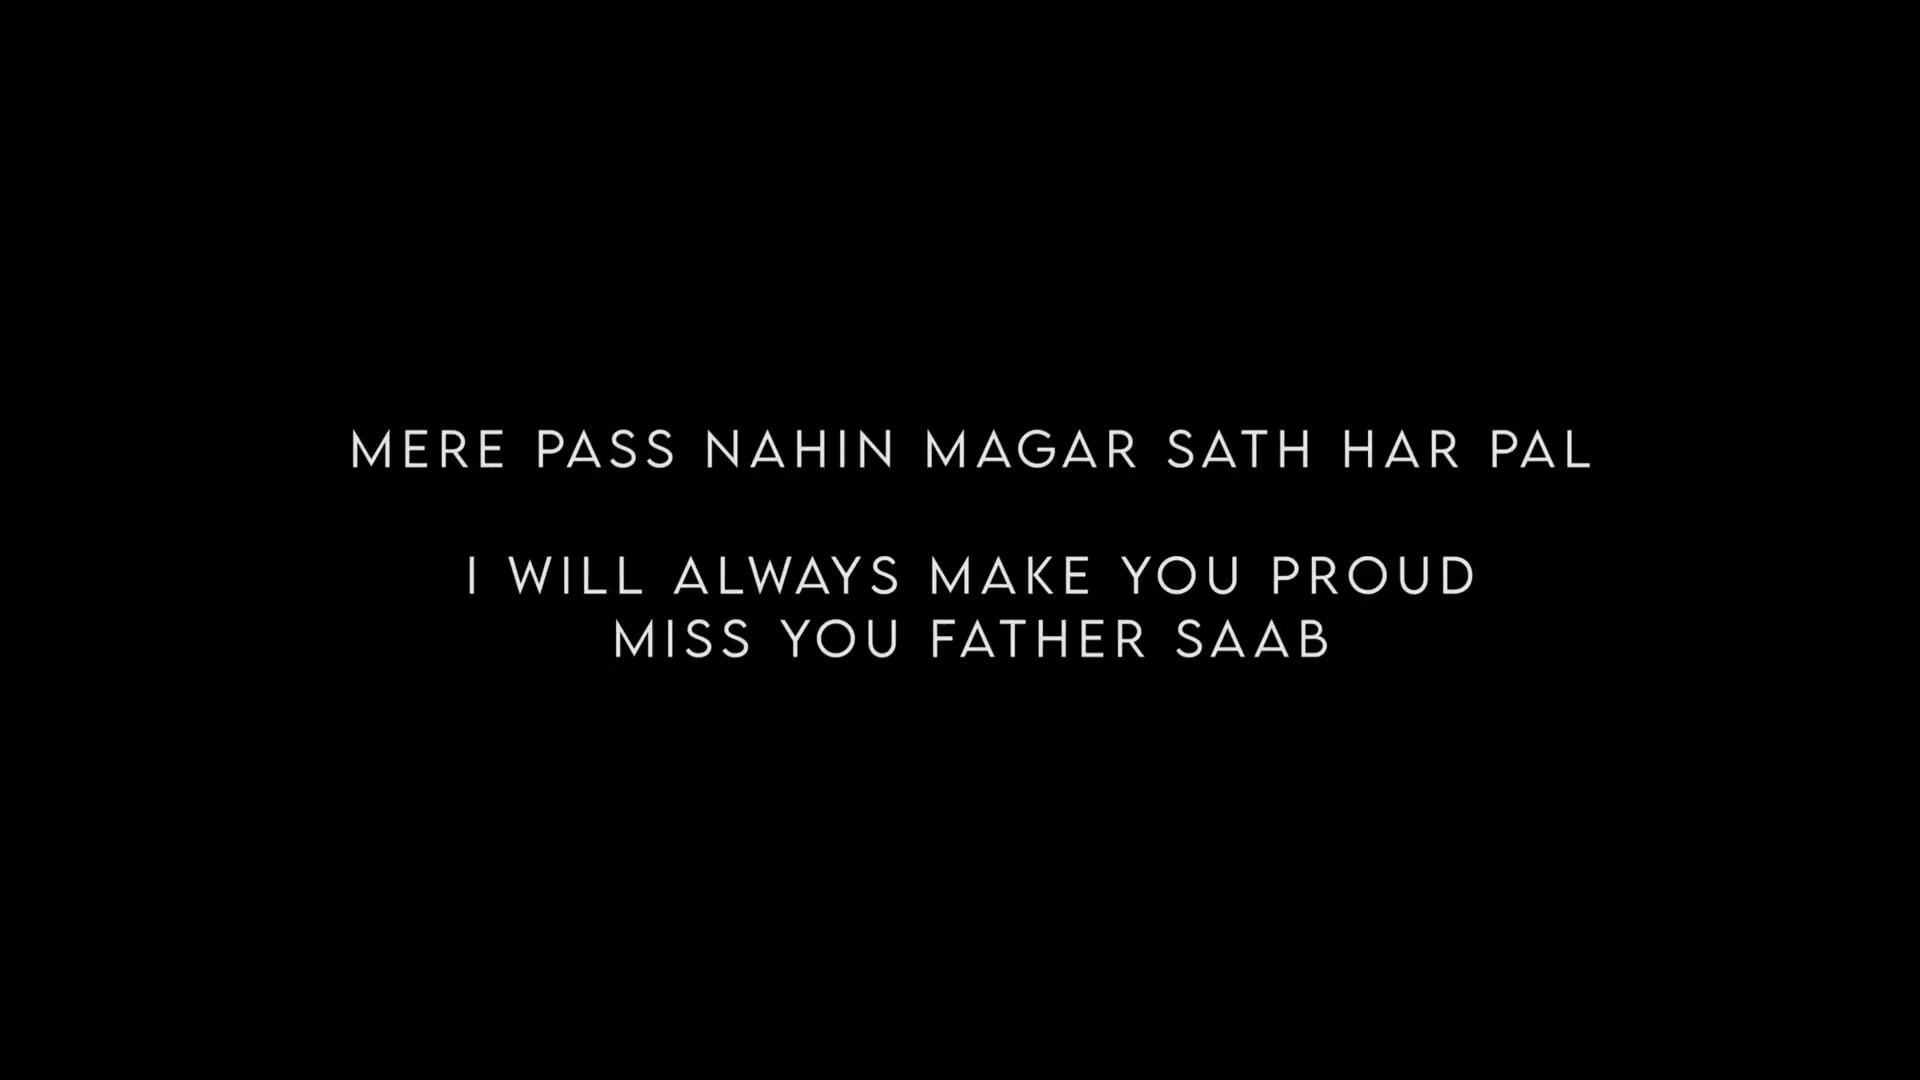 MERE PASS NAHIN MAGAR SATH HAR PAL
I WILL ALWAYS MAKE YOU PROUD
MISS YOU FATHER SAAB